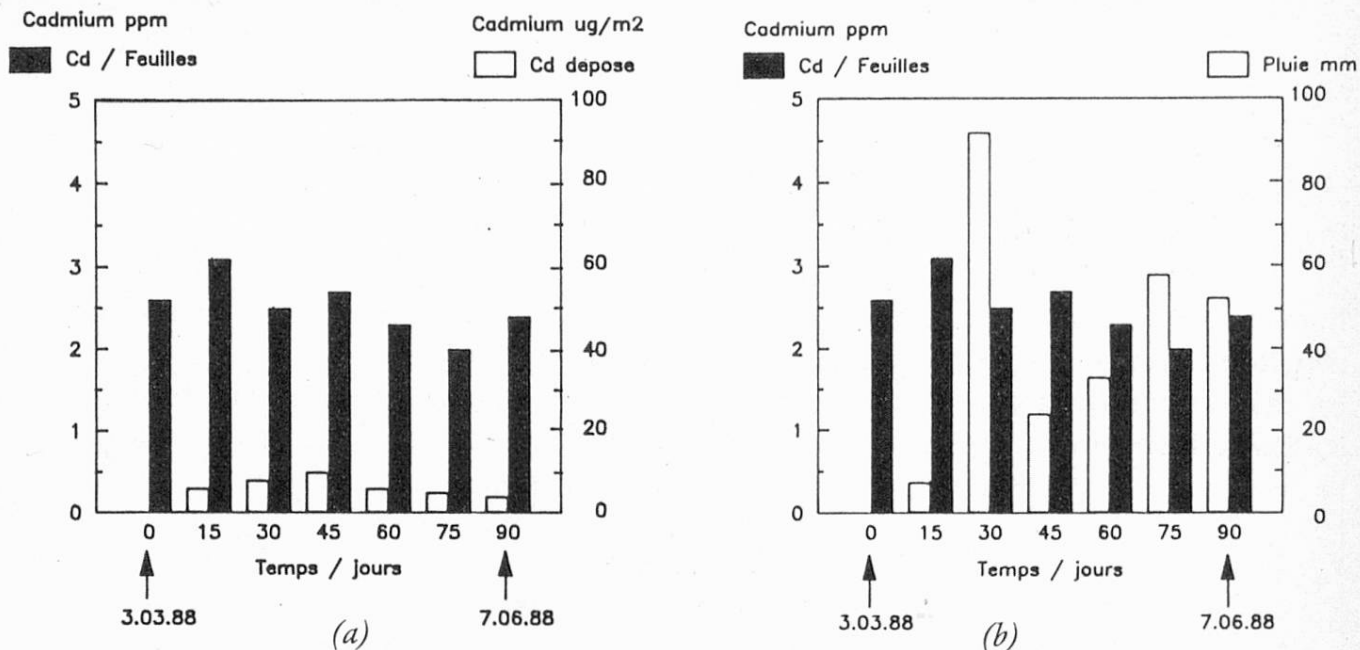 Cadmium ppm
Cd / Feuilles
Cadmium ug/m2
Cd depose
5
4
3
2
1
0
100
80
60
40
20
0
0 15 30 45 60 75 90
Temps / jours
3.03.88
7.06.88
(a)
Cadmium ppm
Cd / Feuilles
Pluie mm
5
4
3
2
1
0
100
80
60
40
20
0
0 15 30 45 60 75 90
Temps / jours
3.03.88
7.06.88
(b)